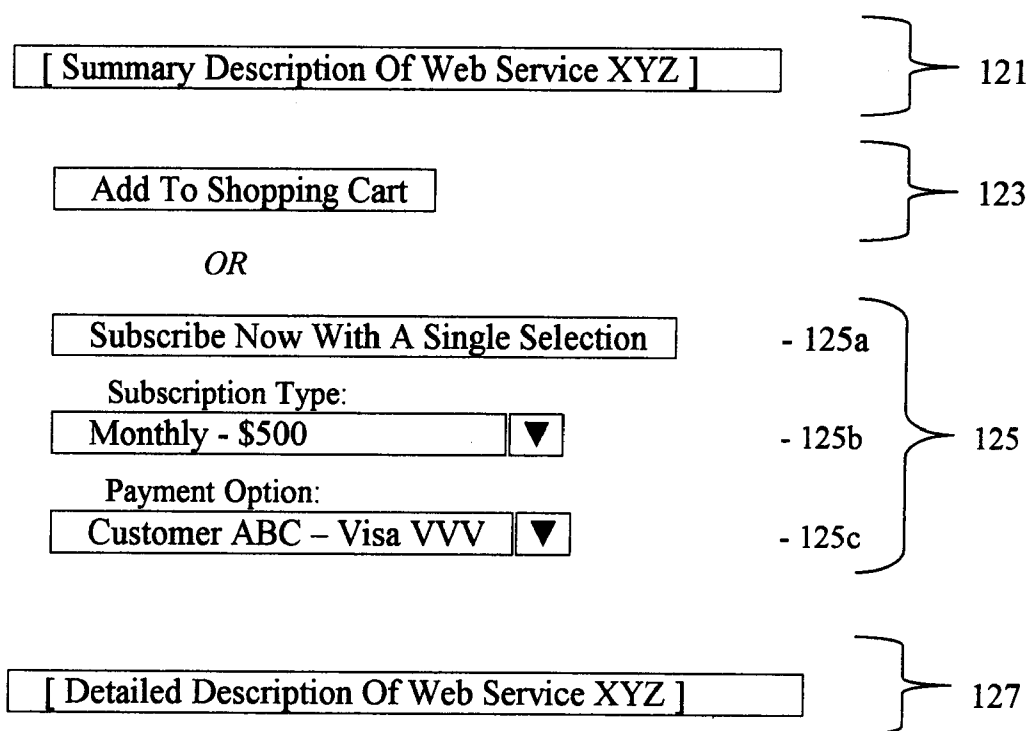 [ Summary Description Of Web Service XYZ ] 121
Add To Shopping Cart 123
OR
Subscribe Now With A Single Selection - 125a
Subscription Type:
Monthly - $500 ▼ - 125b 125
Payment Option:
Customer ABC – Visa VVV ▼ - 125c
[ Detailed Description Of Web Service XYZ ] 127